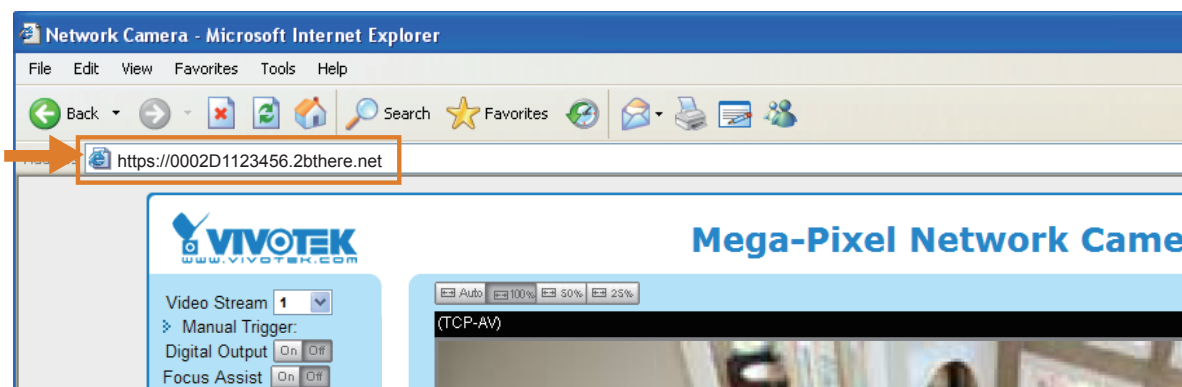 Network Camera - Microsoft Internet Explorer
File Edit View Favorites Tools Help
Back Search Favorites
https://0002D1123456.2bthere.net
VIVOTEK
www.vivotek.com
Mega-Pixel Network Came
Auto 100% 50% 25%
Video Stream 1
(TCP-AV)
Manual Trigger:
Digital Output On Off
Focus Assist On Off